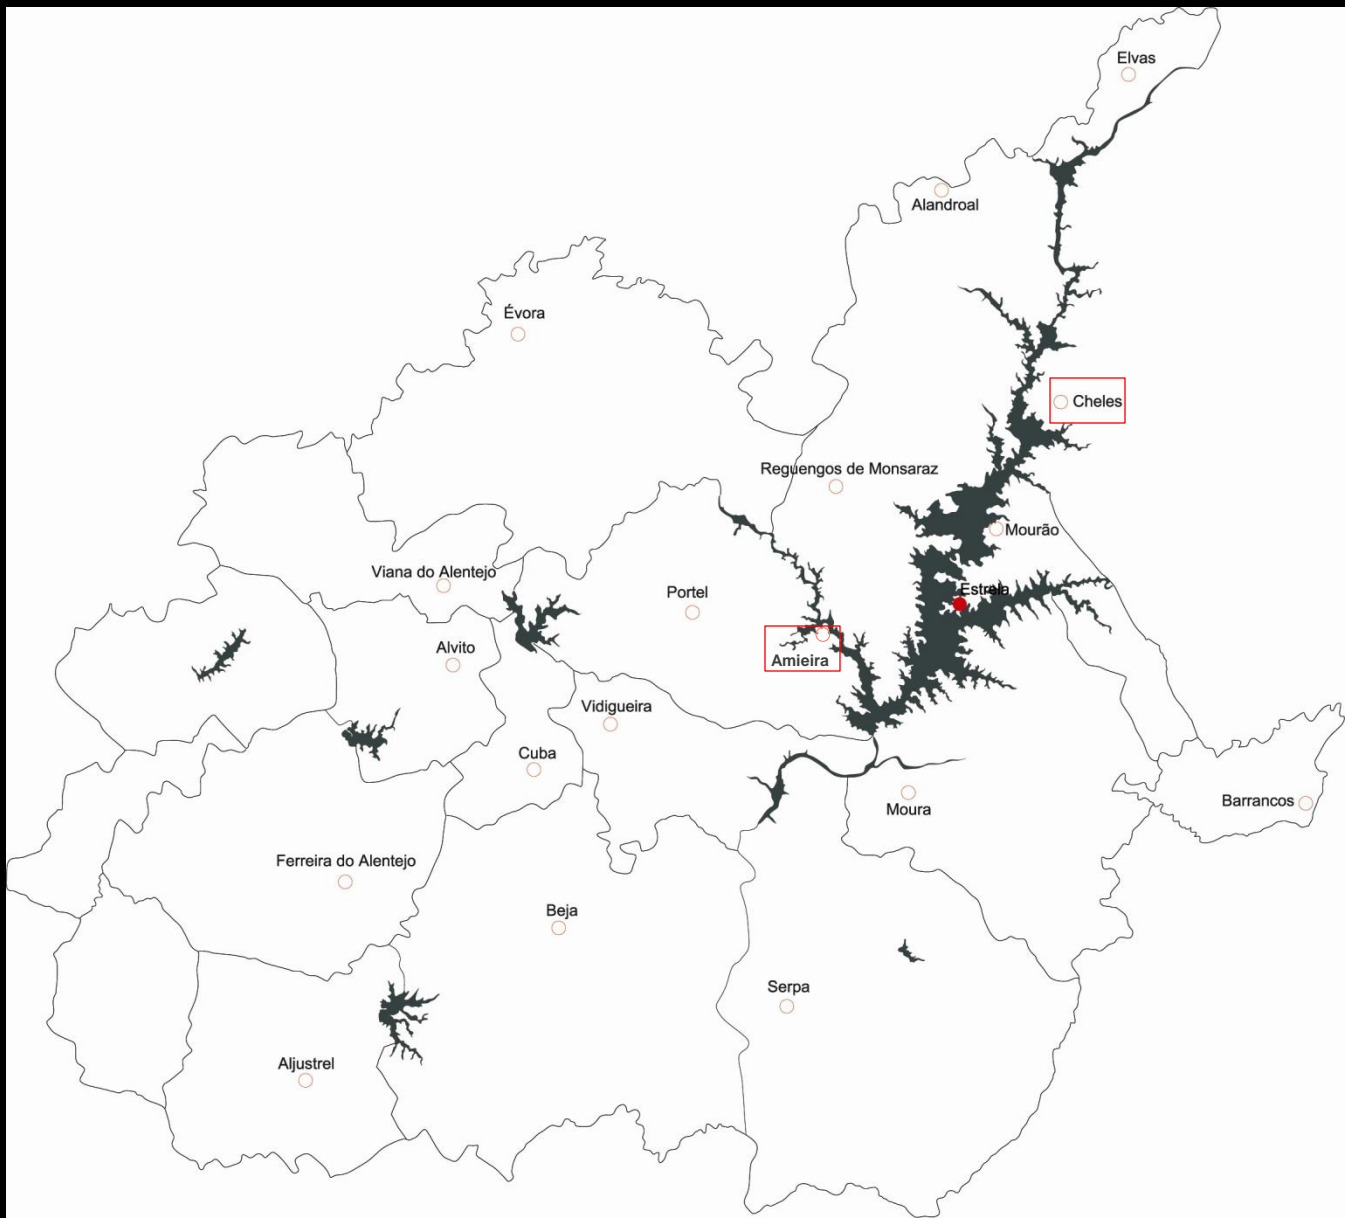 Elvas
Alandroal
Évora
Cheles
Reguengos de Monsaraz
Mourão
Viana do Alentejo
Portel
Estrela
Alvito
Amieira
Vidigueira
Cuba
Moura
Barrancos
Ferreira do Alentejo
Beja
Serpa
Aljustrel